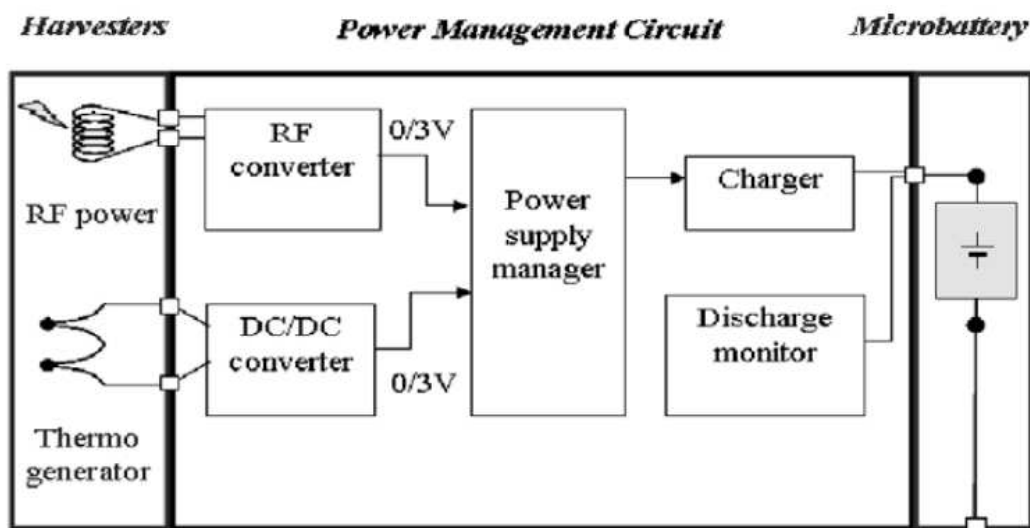 Harvesters
Power Management Circuit
Microbattery
RF
converter
0/3V
RF power
Power
supply
manager
Charger
DC/DC
converter
0/3V
Discharge
monitor
Thermo
generator